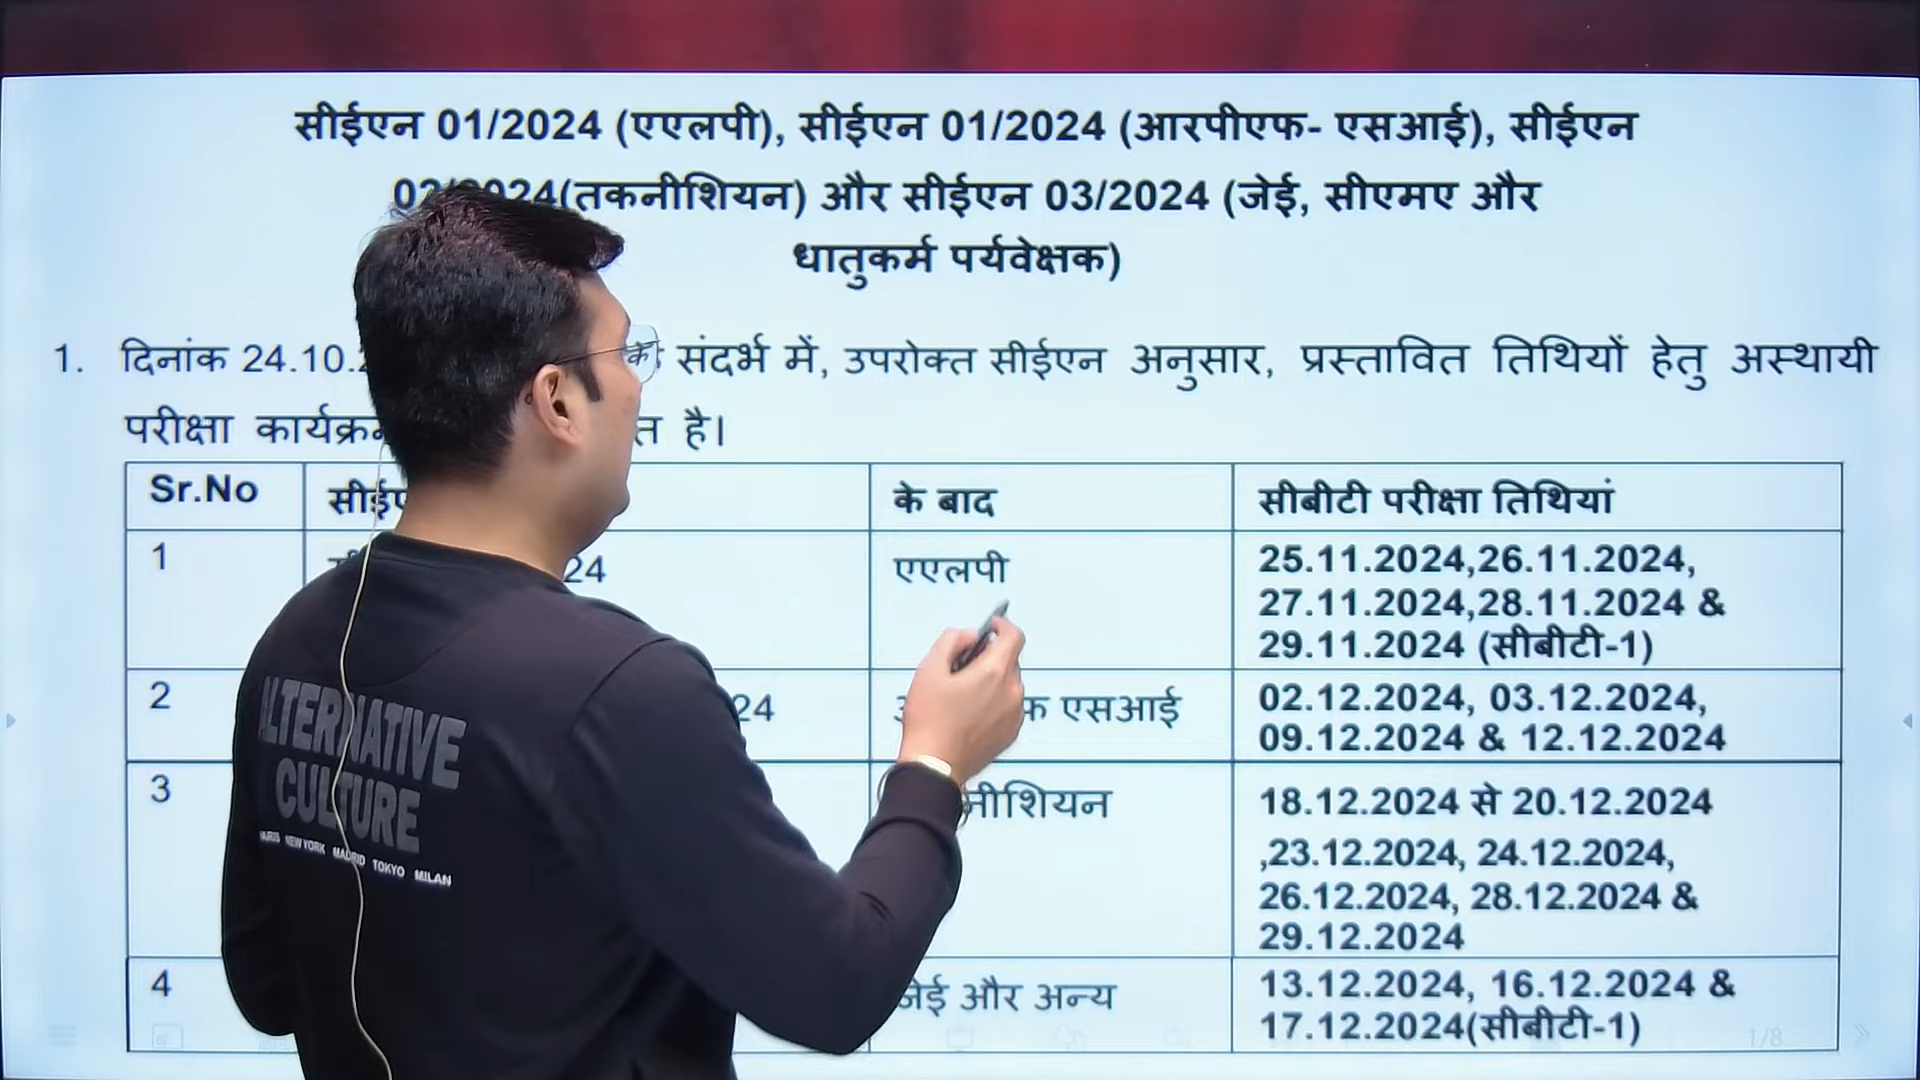 सीईएन 01/2024 (एएलपी), सीईएन 01/2024 (आरपीएफ- एसआई), सीईएन
02/2024(तकनीशियन) और सीईएन 03/2024 (जेई, सीएमए और
धातुकर्म पर्यवेक्षक)
1. दिनांक 24.10. के संदर्भ में, उपरोक्त सीईएन अनुसार, प्रस्तावित तिथियों हेतु अस्थायी
परीक्षा है।
Sr.No के बाद सीबीटी परीक्षा तिथियां
1 24 एएलपी 25.11.2024,26.11.2024,
27.11.2024,28.11.2024 &
29.11.2024 (सीबीटी-1)
2 24 एसआई 02.12.2024, 03.12.2024,
09.12.2024 & 12.12.2024
3 18.12.2024 से 20.12.2024
,23.12.2024, 24.12.2024,
26.12.2024, 28.12.2024 &
29.12.2024
4 जेई और अन्य 13.12.2024, 16.12.2024 &
17.12.2024(सीबीटी-1)
1/8
ALTERNATIVE
CULTURE
PARIS NEW YORK MADRID TOKYO MILAN